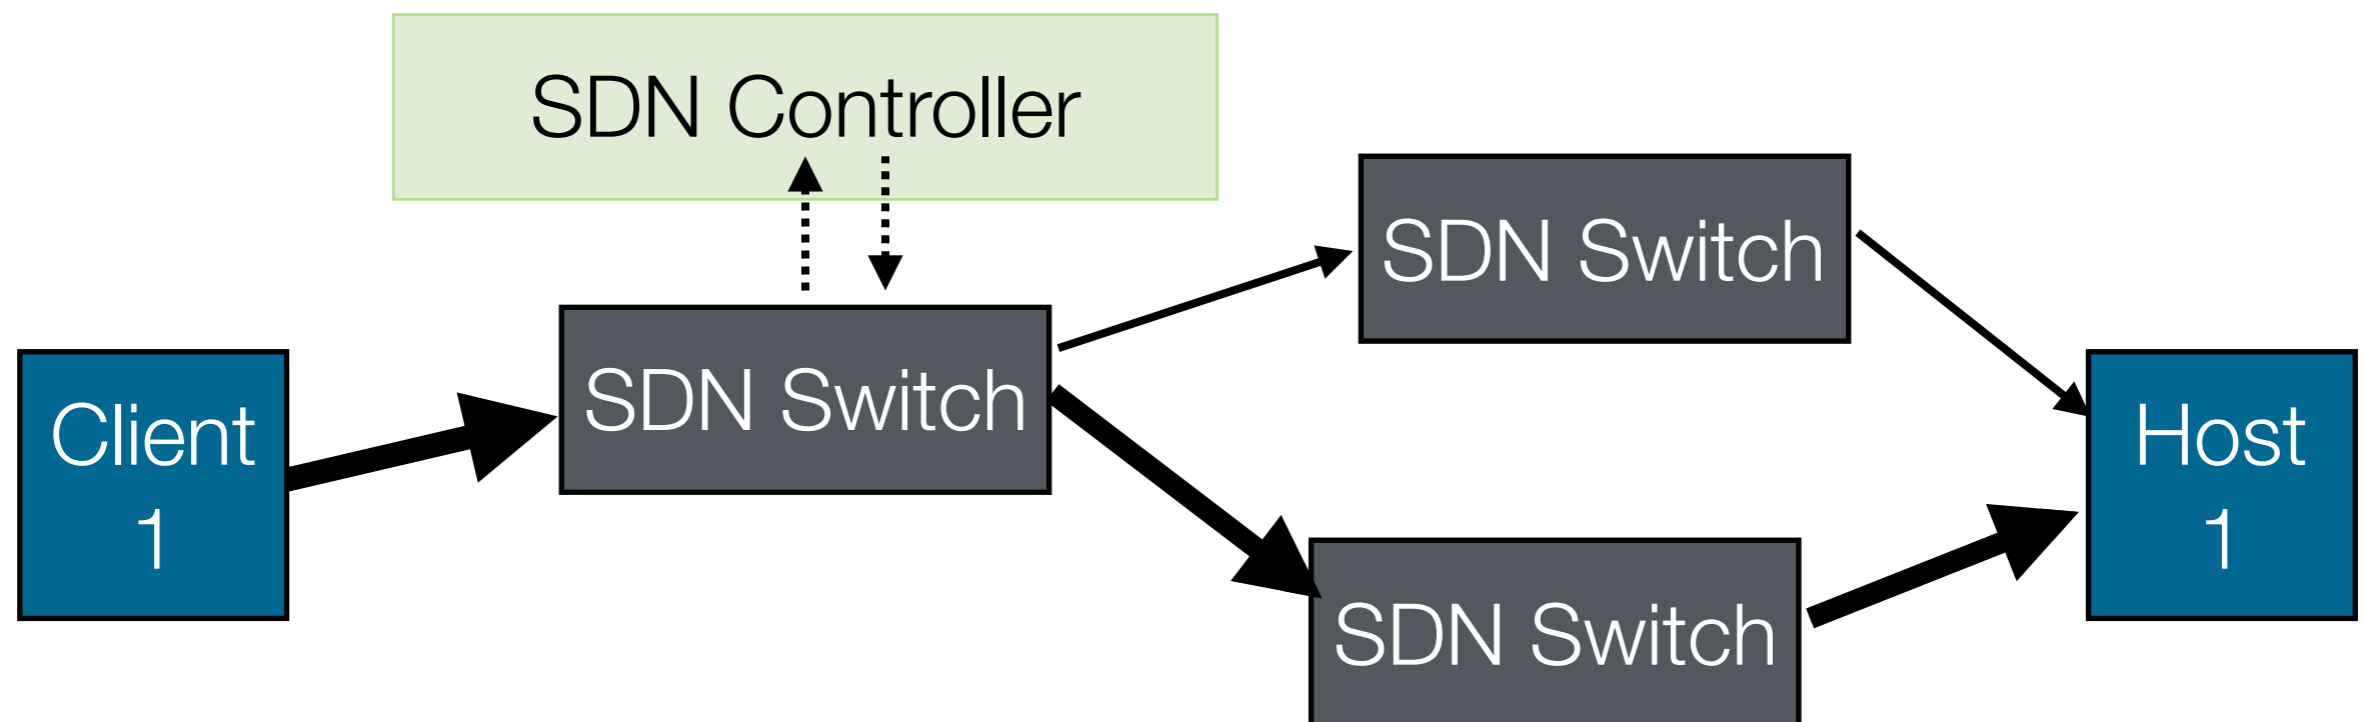 SDN Controller
SDN Switch
SDN Switch
Client
1
Host
1
SDN Switch